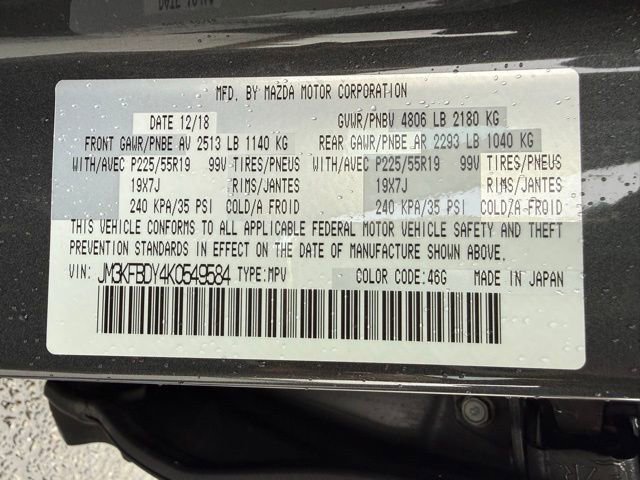 MFD. BY MAZDA MOTOR CORPORATION
DATE 12/18 GVWR/PNBV 4806 LB 2180 KG
FRONT GAWR/PNBE AV 2513 LB 1140 KG REAR GAWR/PNBE AR 2293 LB 1040 KG
WITH/AVEC P225/55R19 99V TIRES/PNEUS WITH/AVEC P225/55R19 99V TIRES/PNEUS
19X7J RIMS/JANTES 19X7J RIMS/JANTES
240 KPA/35 PSI COLD/A FROID 240 KPA/35 PSI COLD/A FROID
THIS VEHICLE CONFORMS TO ALL APPLICABLE FEDERAL MOTOR VEHICLE SAFETY AND THEFT
PREVENTION STANDARDS IN EFFECT ON THE DATE OF MANUFACTURE SHOWN ABOVE.
VIN: JM3KFBDY4K0549584 TYPE:MPV COLOR CODE:46G MADE IN JAPAN